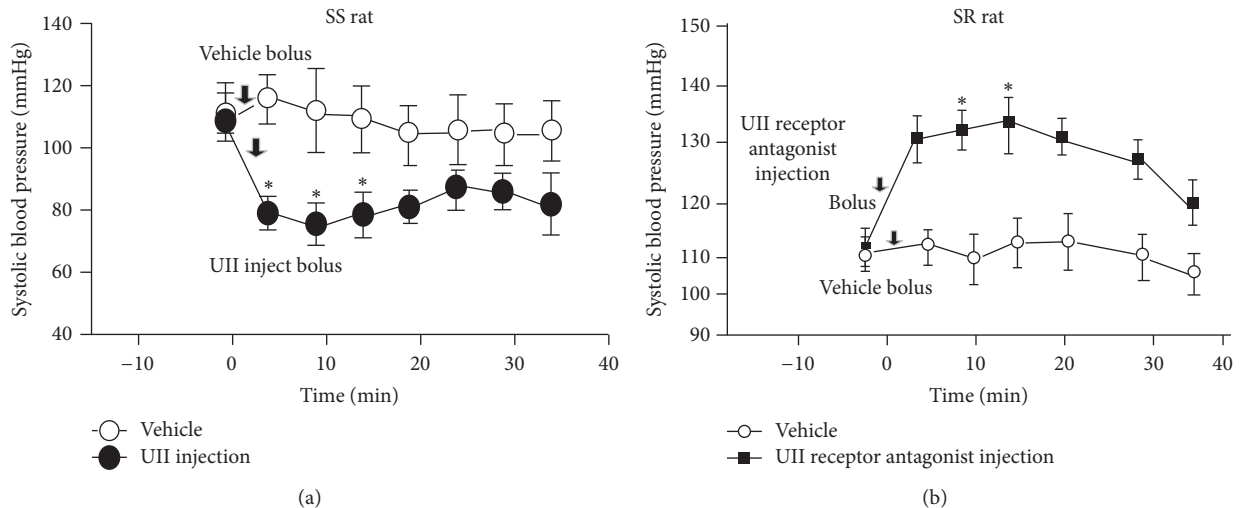 SS rat
Systolic blood pressure (mmHg)
140
120
100
80
60
40
Vehicle bolus
* * *
UII inject bolus
−10 0 10 20 30 40
Time (min)
Vehicle
UII injection
(a)
SR rat
Systolic blood pressure (mmHg)
150
140
130
120
110
100
90
* *
UII receptor
antagonist
injection
Bolus
Vehicle bolus
−10 0 10 20 30 40
Time (min)
Vehicle
UII receptor antagonist injection
(b)